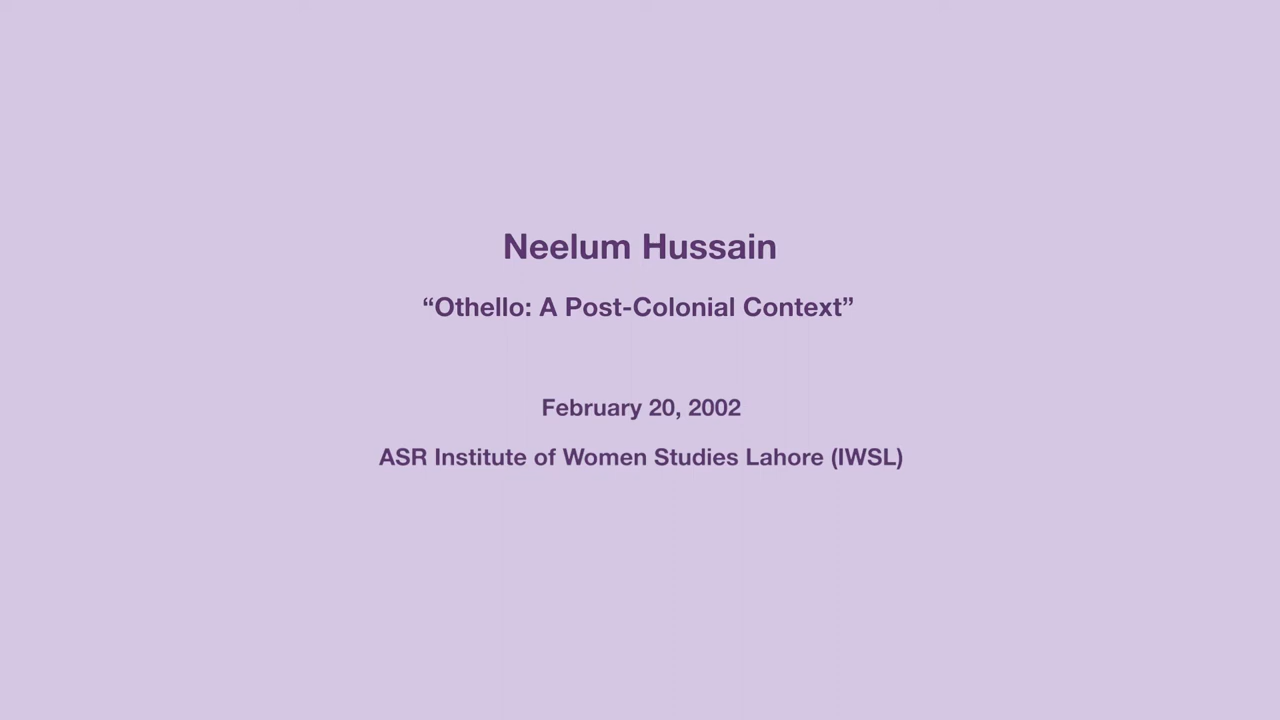 Neelum Hussain
“Othello: A Post-Colonial Context”
February 20, 2002
ASR Institute of Women Studies Lahore (IWSL)